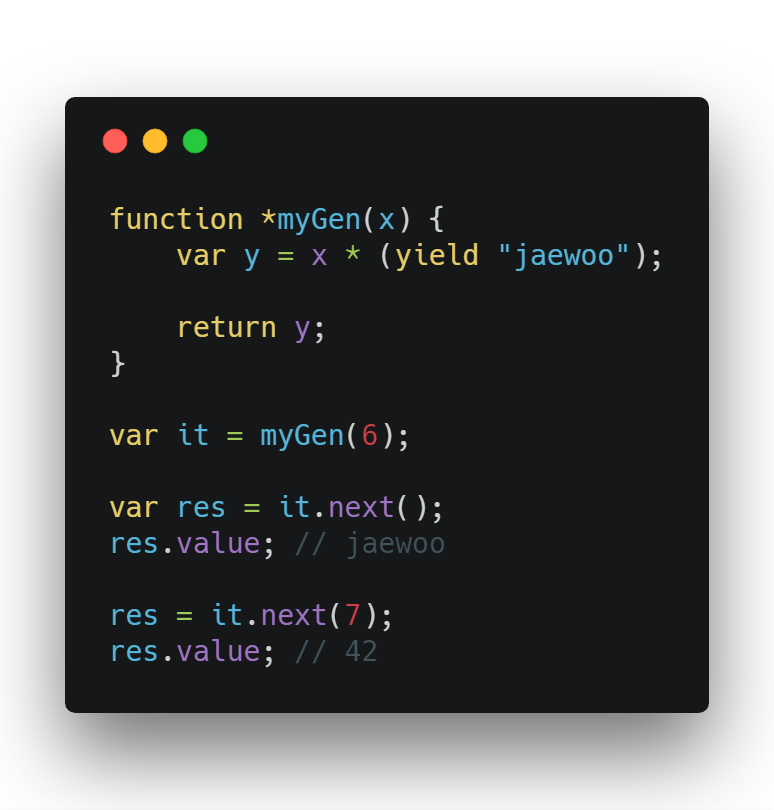 function *myGen(x) {
    var y = x * (yield "jaewoo");
    return y;
}
var it = myGen(6);
var res = it.next();
res.value; // jaewoo
res = it.next(7);
res.value; // 42